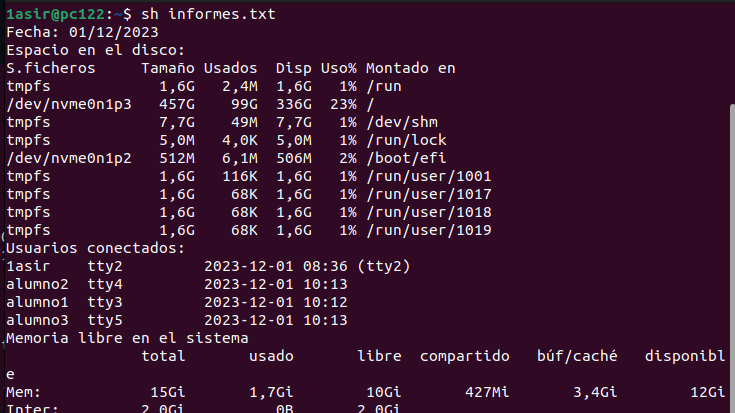 1asir@pc122:~$ sh informes.txt
Fecha: 01/12/2023
Espacio en el disco:
S.ficheros     Tamaño Usados  Disp Uso% Montado en
tmpfs            1,6G   2,4M  1,6G   1% /run
/dev/nvme0n1p3   457G    99G  336G  23% /
tmpfs            7,7G    49M  7,7G   1% /dev/shm
tmpfs            5,0M   4,0K  5,0M   1% /run/lock
/dev/nvme0n1p2   512M   6,1M  506M   2% /boot/efi
tmpfs            1,6G   116K  1,6G   1% /run/user/1001
tmpfs            1,6G    68K  1,6G   1% /run/user/1017
tmpfs            1,6G    68K  1,6G   1% /run/user/1018
tmpfs            1,6G    68K  1,6G   1% /run/user/1019
Usuarios conectados:
1asir    tty2         2023-12-01 08:36 (tty2)
alumno2  tty4         2023-12-01 10:13
alumno1  tty3         2023-12-01 10:12
alumno3  tty5         2023-12-01 10:13
Memoria libre en el sistema
               total       usado       libre  compartido   búf/caché   disponibl
e
Mem:            15Gi       1,7Gi        10Gi       427Mi       3,4Gi        12Gi
Inter:         2,0Gi          0B       2,0Gi